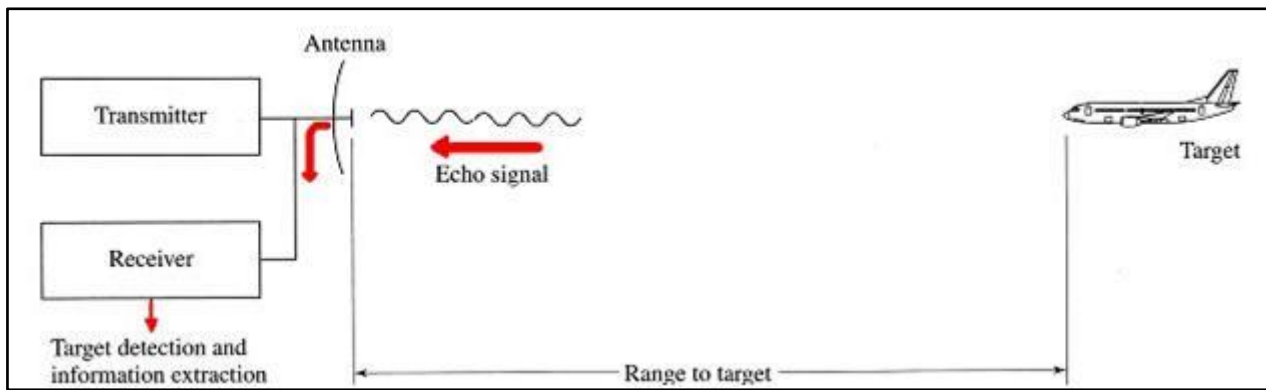 Antenna
Transmitter
Target
Echo signal
Receiver
Target detection and
information extraction
Range to target